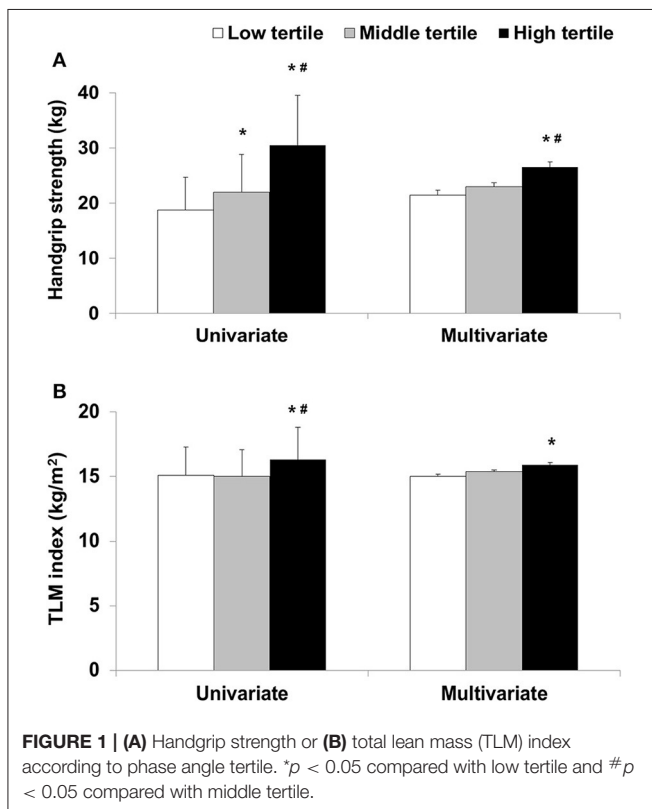 Low tertile Middle tertile High tertile
A
Handgrip strength (kg)
40
30
20
10
0
*
* #
* #
Univariate Multivariate
B
TLM index (kg/m²)
20
15
10
5
0
* #
*
Univariate Multivariate
FIGURE 1 | (A) Handgrip strength or (B) total lean mass (TLM) index
according to phase angle tertile. *p < 0.05 compared with low tertile and #p
< 0.05 compared with middle tertile.